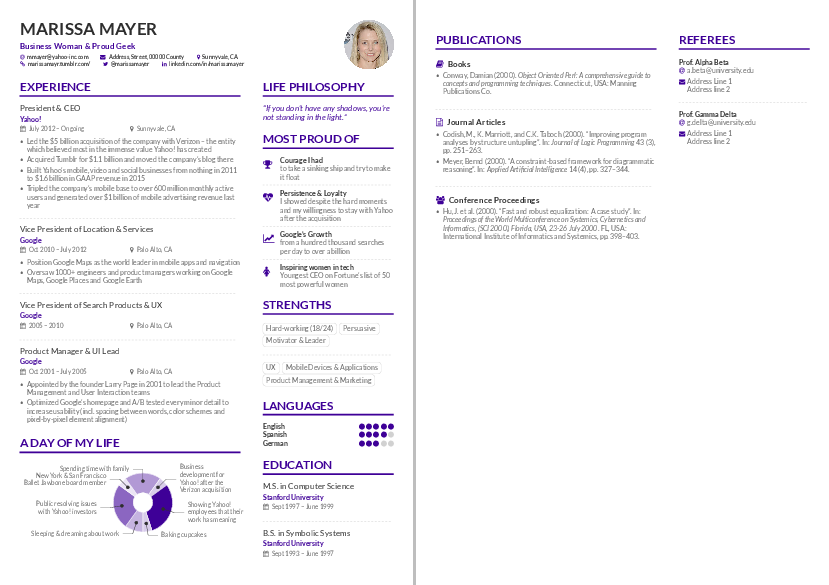 MARISSA MAYER
Business Woman & Proud Geek
mmayer@yahoo-inc.com Address, Street, 00000 County Sunnyvale, CA
marissamayr.tumblr.com/ @marissamayer linkedin.com/in/marissamayer
EXPERIENCE
President & CEO
Yahoo!
July 2012 – Ongoing Sunnyvale, CA
• Led the $5 billion acquisition of the company with Verizon – the entity
which believed most in the immense value Yahoo! has created
• Acquired Tumblr for $1.1 billion and moved the company's blog there
• Built Yahoo's mobile, video and social businesses from nothing in 2011
to $1.6 billion in GAAP revenue in 2015
• Tripled the company's mobile base to over 600 million monthly active
users and generated over $1 billion of mobile advertising revenue last
year
Vice President of Location & Services
Google
Oct 2010 – July 2012 Palo Alto, CA
• Position Google Maps as the world leader in mobile apps and navigation
• Oversaw 1000+ engineers and product managers working on Google
Maps, Google Places and Google Earth
Vice President of Search Products & UX
Google
2005 – 2010 Palo Alto, CA
Product Manager & UI Lead
Google
Oct 2001 – July 2005 Palo Alto, CA
• Appointed by the founder Larry Page in 2001 to lead the Product
Management and User Interaction teams
• Optimized Google's homepage and A/B tested every minor detail to
increase usability (incl. spacing between words, color schemes and
pixel-by-pixel element alignment)
A DAY OF MY LIFE
Spending time with family
New York & San Francisco
Ballet Jawbone board member
Public resolving issues
with Yahoo! investors
Sleeping & dreaming about work
Business
development for
Yahoo! after the
Verizon acquisition
Showing Yahoo!
employees that their
work has meaning
Baking cupcakes
LIFE PHILOSOPHY
"If you don't have any shadows, you're
not standing in the light."
MOST PROUD OF
Courage I had
to take a sinking ship and try to make
it float
Persistence & Loyalty
I showed despite the hard moments
and my willingness to stay with Yahoo
after the acquisition
Google's Growth
from a hundred thousand searches
per day to over a billion
Inspiring women in tech
Youngest CEO on Fortune's list of 50
most powerful women
STRENGTHS
Hard-working (18/24) Persuasive
Motivator & Leader
UX Mobile Devices & Applications
Product Management & Marketing
LANGUAGES
English
Spanish
German
EDUCATION
M.S. in Computer Science
Stanford University
Sept 1997 – June 1999
B.S. in Symbolic Systems
Stanford University
Sept 1993 – June 1997
PUBLICATIONS
Books
• Conway, Damian (2000). Object Oriented Perl: A comprehensive guide to
concepts and programming techniques. Connecticut, USA: Manning
Publications Co.
Journal Articles
• Codish, M., K. Marriott, and C.K. Taboch (2000). "Improving program
analyses by structure untupling". In: Journal of Logic Programming 43 (3),
pp. 251–263.
• Meyer, Bernd (2000). "A constraint-based framework for diagrammatic
reasoning". In: Applied Artificial Intelligence 14 (4), pp. 327–344.
Conference Proceedings
• Hu, J. et al. (2000). "Fast and robust equalization: A case study". In:
Proceedings of the World Multiconference on Systemics, Cybernetics and
Informatics, (SCI 2000) Florida, USA, 23-26 July 2000. FL, USA:
International Institute of Informatics and Systemics, pp 398–403.
REFEREES
Prof. Alpha Beta
@ a.beta@university.edu
Address Line 1
Address line 2
Prof. Gamma Delta
@ g.delta@university.edu
Address Line 1
Address line 2